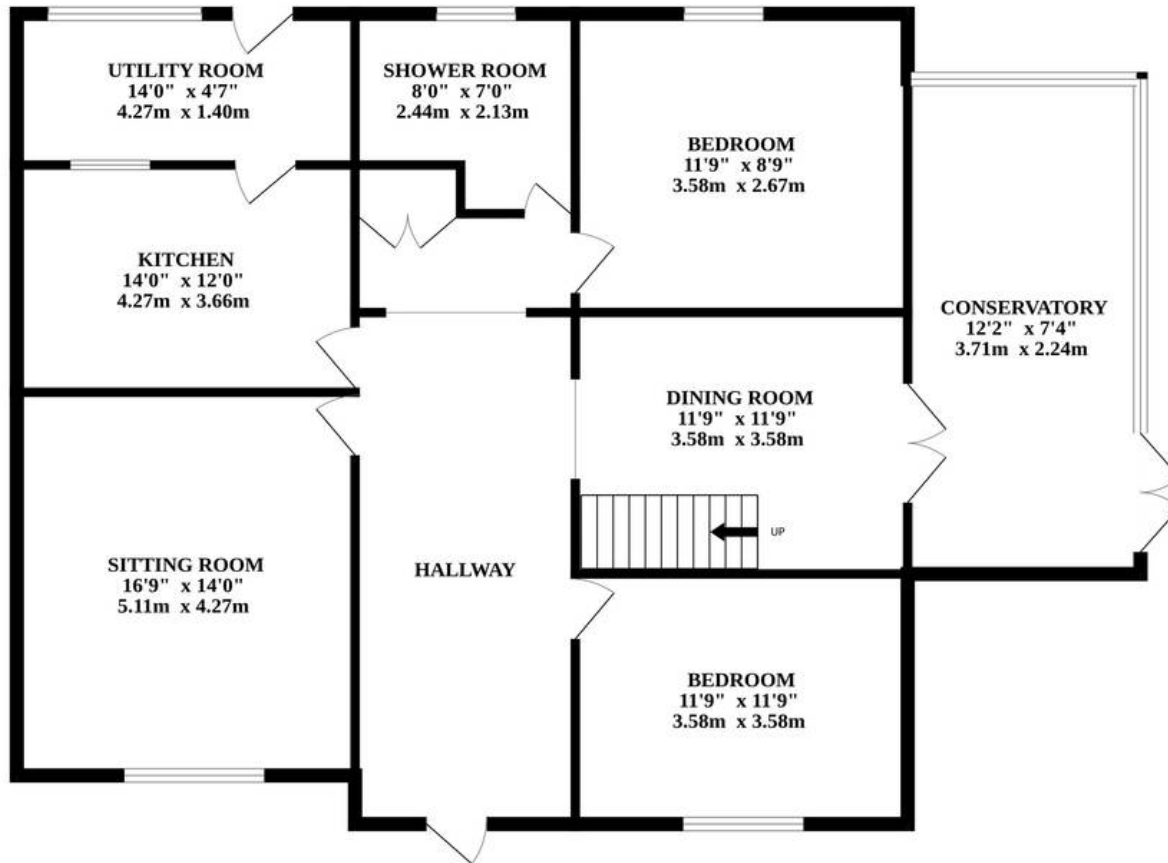 UTILITY ROOM
14'0" x 4'7"
4.27m x 1.40m
SHOWER ROOM
8'0" x 7'0"
2.44m x 2.13m
BEDROOM
11'9" x 8'9"
3.58m x 2.67m
KITCHEN
14'0" x 12'0"
4.27m x 3.66m
CONSERVATORY
12'2" x 7'4"
3.71m x 2.24m
DINING ROOM
11'9" x 11'9"
3.58m x 3.58m
UP
SITTING ROOM
16'9" x 14'0"
5.11m x 4.27m
HALLWAY
BEDROOM
11'9" x 11'9"
3.58m x 3.58m